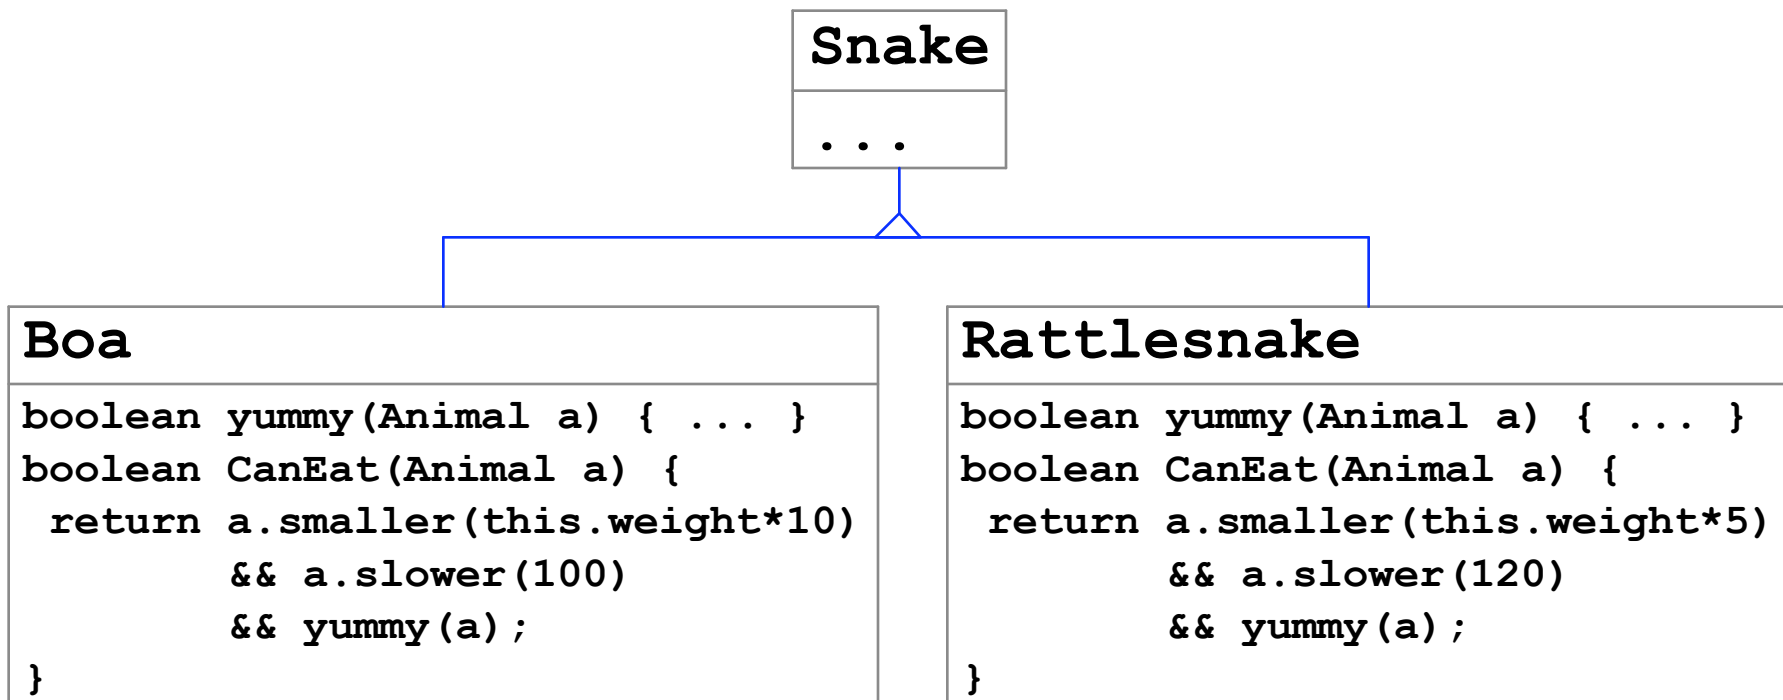 Snake
...
Boa
boolean yummy(Animal a) { ... }
boolean CanEat(Animal a) {
 return a.smaller(this.weight*10)
        && a.slower(100)
        && yummy(a);
}
Rattlesnake
boolean yummy(Animal a) { ... }
boolean CanEat(Animal a) {
 return a.smaller(this.weight*5)
        && a.slower(120)
        && yummy(a);
}